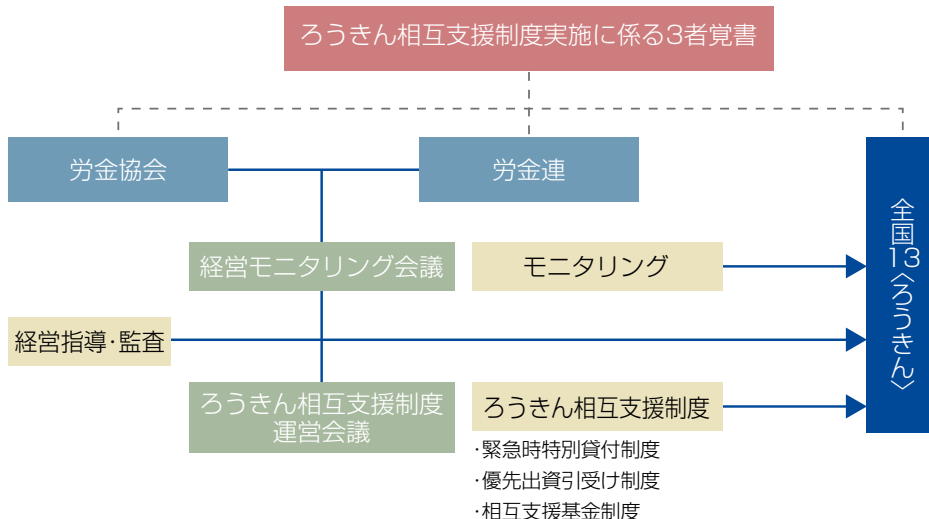 ろうきん相互支援制度実施に係る3者覚書
労金協会
労金連
全国13〈ろうきん〉
経営モニタリング会議
モニタリング
経営指導·監査
ろうきん相互支援制度
運営会議
ろうきん相互支援制度
·緊急時特別貸付制度
·優先出資引受け制度
·相互支援基金制度